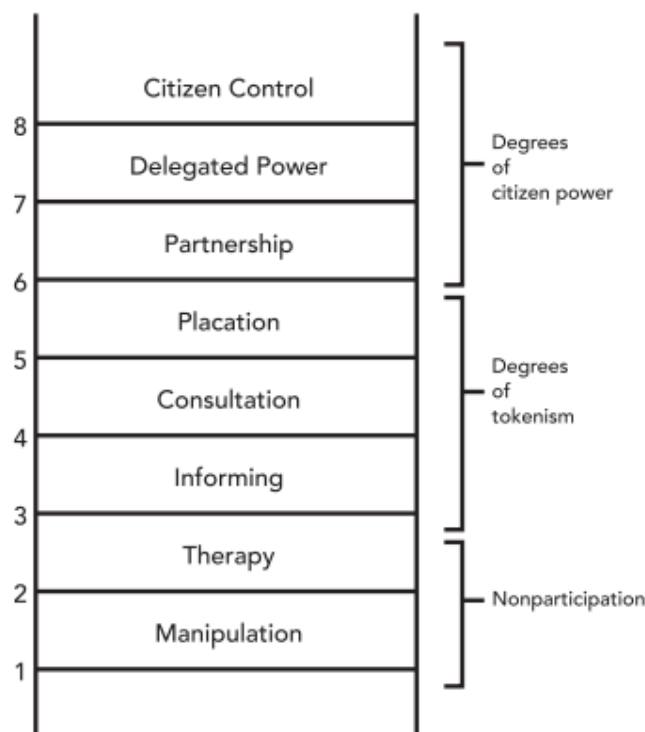 Citizen Control
8
Delegated Power
7
Partnership
6
Placation
5
Consultation
4
Informing
3
Therapy
2
Manipulation
1
Degrees
of
citizen power
Degrees
of
tokenism
Nonparticipation